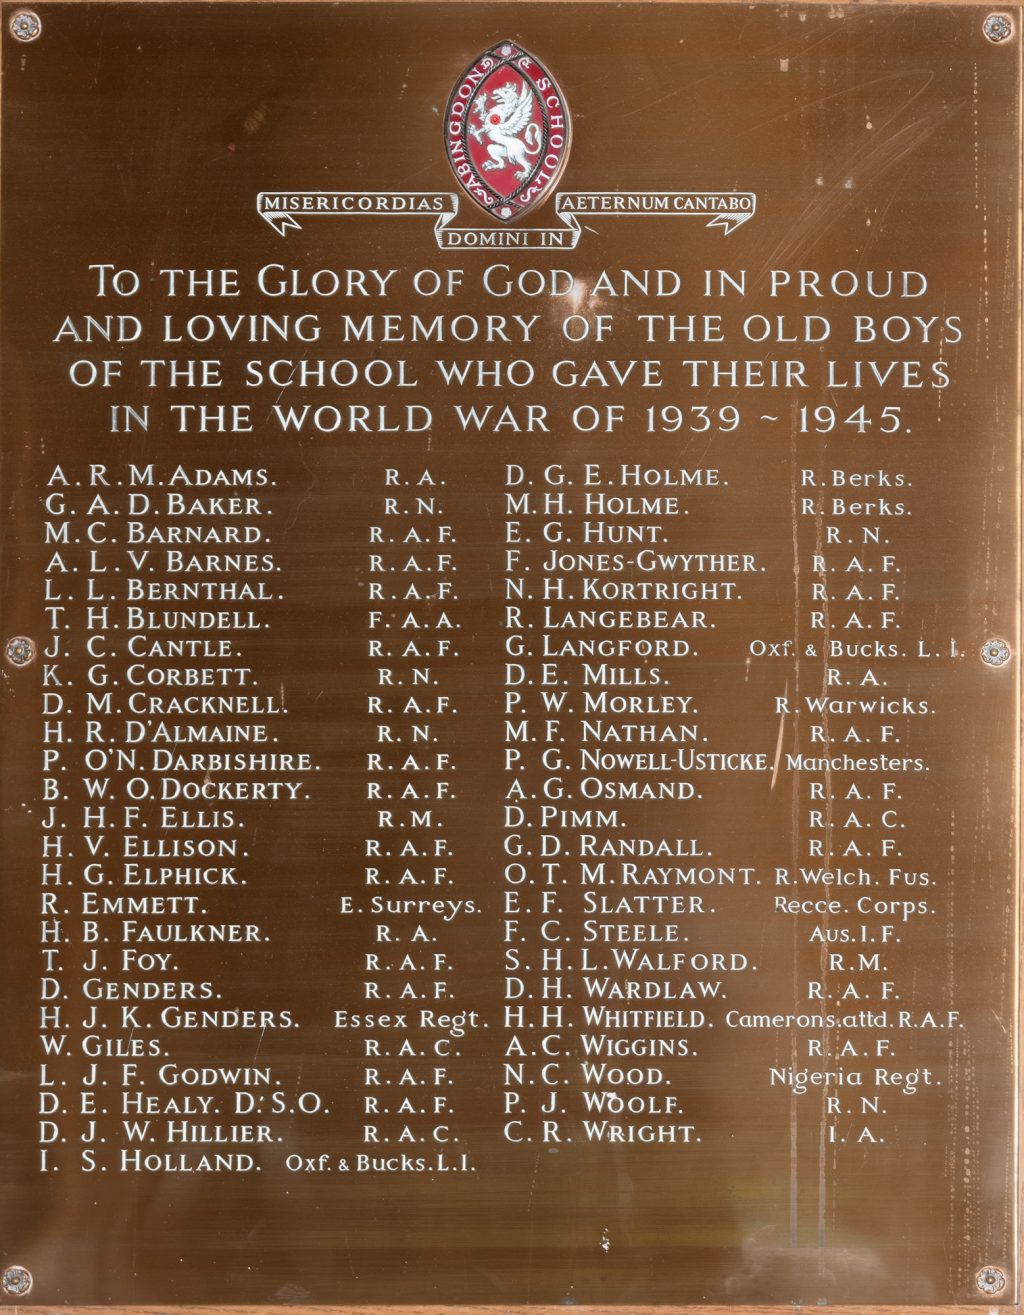 ABINGDON SCHOOL
MISERICORDIAS
DOMINI IN
AETERNUM CANTABO
TO THE GLORY OF GOD AND IN PROUD
AND LOVING MEMORY OF THE OLD BOYS
OF THE SCHOOL WHO GAVE THEIR LIVES
IN THE WORLD WAR OF 1939 ~ 1945.
A. R. M. ADAMS. R. A.
G. A. D. BAKER. R. N.
M. C. BARNARD. R. A. F.
A. L. V. BARNES. R. A. F.
L. L. BERNTHAL. R. A. F.
T. H. BLUNDELL. F. A. A.
J. C. CANTLE. R. A. F.
K. G. CORBETT. R. N.
D. M. CRACKNELL. R. A. F.
H. R. D'ALMAINE. R. N.
P. O'N. DARBISHIRE. R. A. F.
B. W. O. DOCKERTY. R. A. F.
J. H. F. ELLIS. R. M.
H. V. ELLISON. R. A. F.
H. G. ELPHICK. R. A. F.
R. EMMETT. E. Surreys.
H. B. FAULKNER. R. A.
T. J. FOY. R. A. F.
D. GENDERS. R. A. F.
H. J. K. GENDERS. Essex Regt.
W. GILES. R. A. C.
L. J. F. GODWIN. R. A. F.
D. E. HEALY. D.S.O. R. A. F.
D. J. W. HILLIER. R. A. C.
I. S. HOLLAND. Oxf. & Bucks. L. I.
D. G. E. HOLME. R. Berks.
M. H. HOLME. R. Berks.
E. G. HUNT. R. N.
F. JONES-GWYTHER. R. A. F.
N. H. KORTRIGHT. R. A. F.
R. LANGEBEAR. R. A. F.
G. LANGFORD. Oxf. & Bucks. L. I.
D. E. MILLS. R. A.
P. W. MORLEY. R. Warwicks.
M. F. NATHAN. R. A. F.
P. G. NOWELL-USTICKE. Manchesters.
A. G. OSMAND. R. A. F.
D. PIMM. R. A. C.
G. D. RANDALL. R. A. F.
O. T. M. RAYMONT. R. Welch. Fus.
E. F. SLATTER. Recce. Corps.
F. C. STEELE. Aus. I. F.
S. H. L. WALFORD. R. M.
D. H. WARDLAW. R. A. F.
H. H. WHITFIELD. Camerons. attd. R. A. F.
A. C. WIGGINS. R. A. F.
N. C. WOOD. Nigeria Regt.
P. J. WOOLF. R. N.
C. R. WRIGHT. I. A.